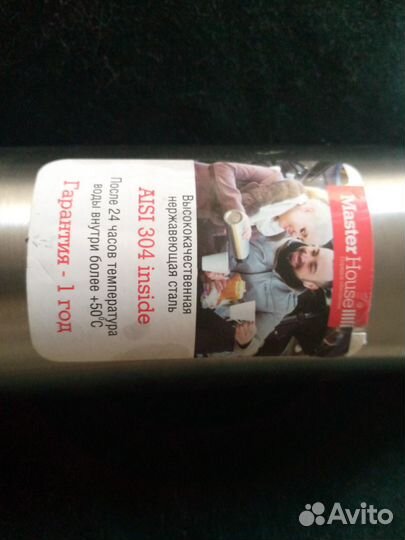 Master House
Высококачественная
нержавеющая сталь
AISI 304 inside
После 24 часов температура
воды внутри более +50°C
Гарантия - 1 год
Avito